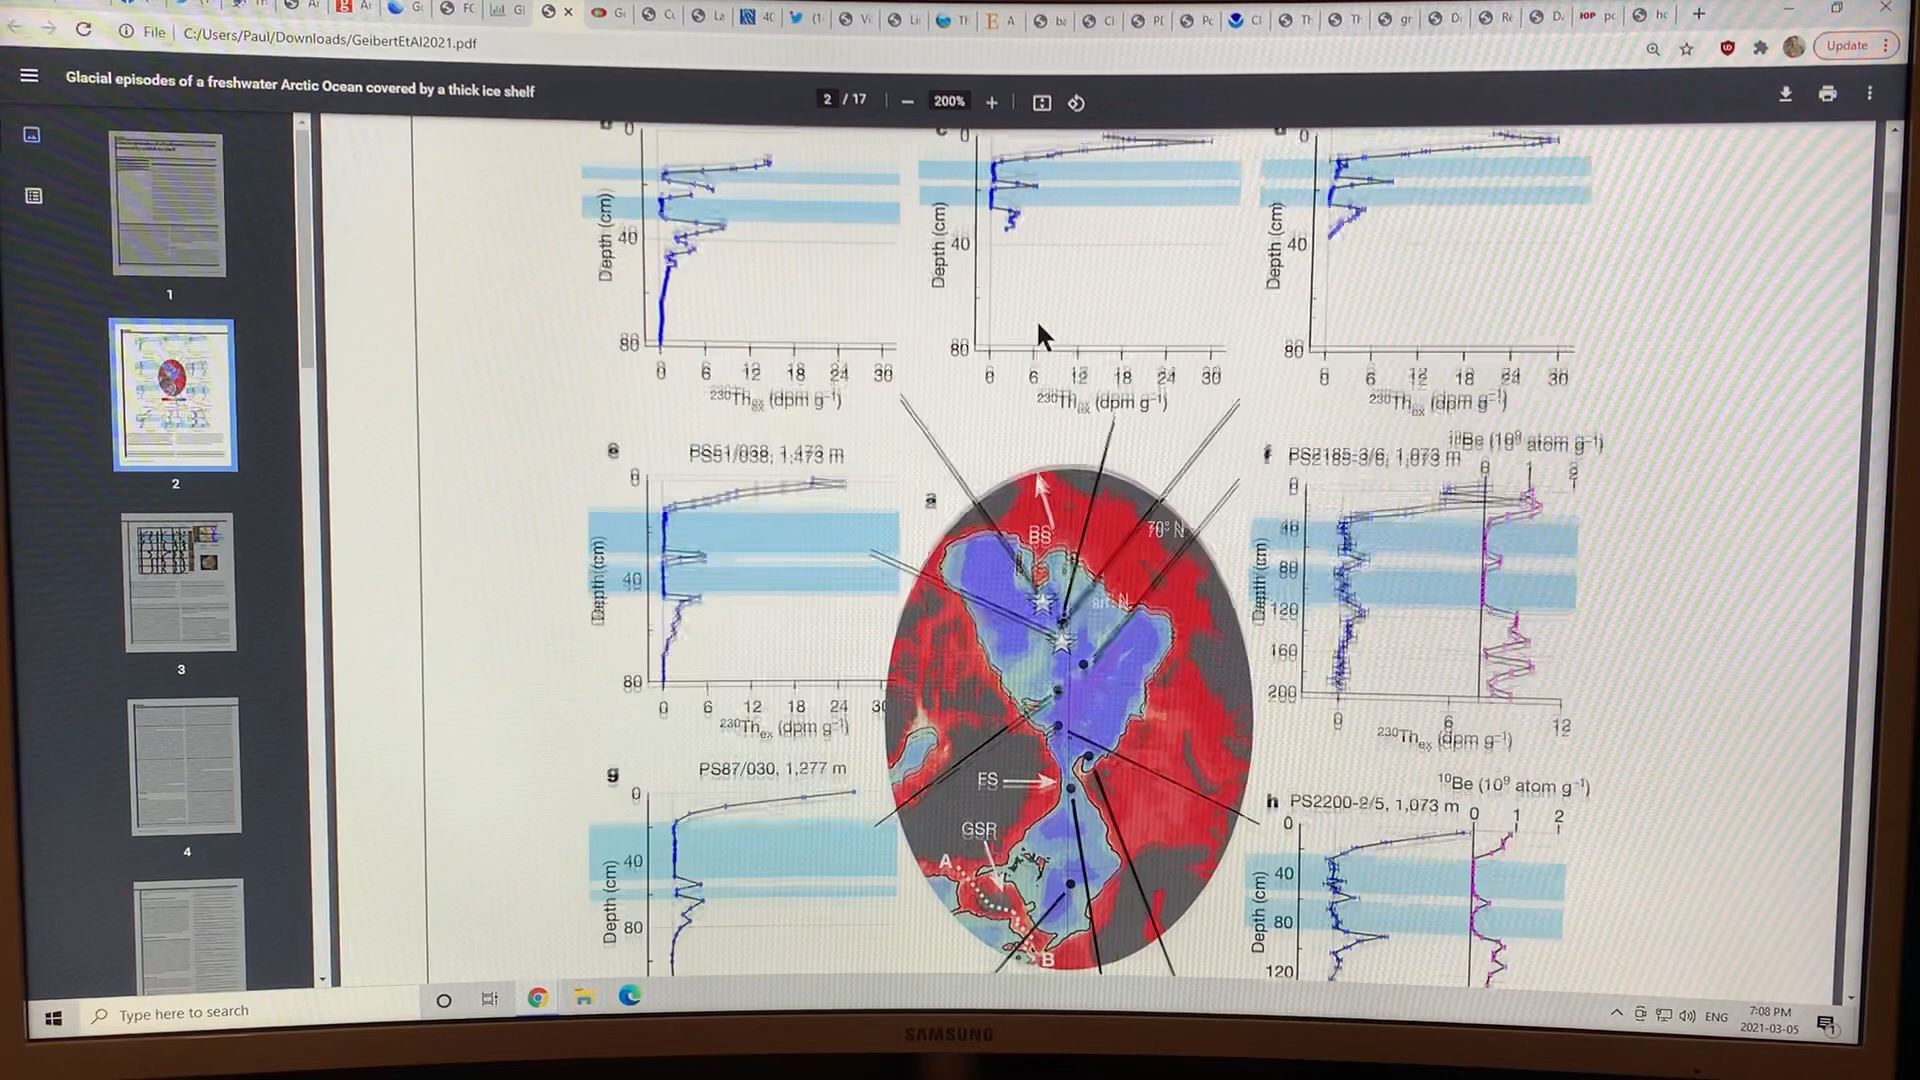 File | C:/Users/Paul/Downloads/GeibertEtAl2021.pdf
Update
Glacial episodes of a freshwater Arctic Ocean covered by a thick ice shelf
2 / 17
200%
0
0
0
Depth (cm)
Depth (cm)
Depth (cm)
40
40
40
80
80
80
0 6 12 18 24 30
0 6 12 18 24 30
0 6 12 18 24 30
230Thex (dpm g–1)
230Thex (dpm g–1)
230Thex (dpm g–1)
1
2
3
4
e PS51/038, 1,473 m
0
Depth (cm)
40
80
0 6 12 18 24 30
230Thex (dpm g–1)
a
BS
70° N
80° N
FS
GSR
A
B
10Be (109 atom g–1)
f PS2185-3/6, 1,073 m 0 1 2
0
40
80
120
160
200
Depth (cm)
0 6 12
230Thex (dpm g–1)
g PS87/030, 1,277 m
0
Depth (cm)
40
80
10Be (109 atom g–1)
h PS2200-2/5, 1,073 m 0 1 2
0
40
80
120
Depth (cm)
Type here to search
ENG
7:08 PM
2021-03-05
SAMSUNG